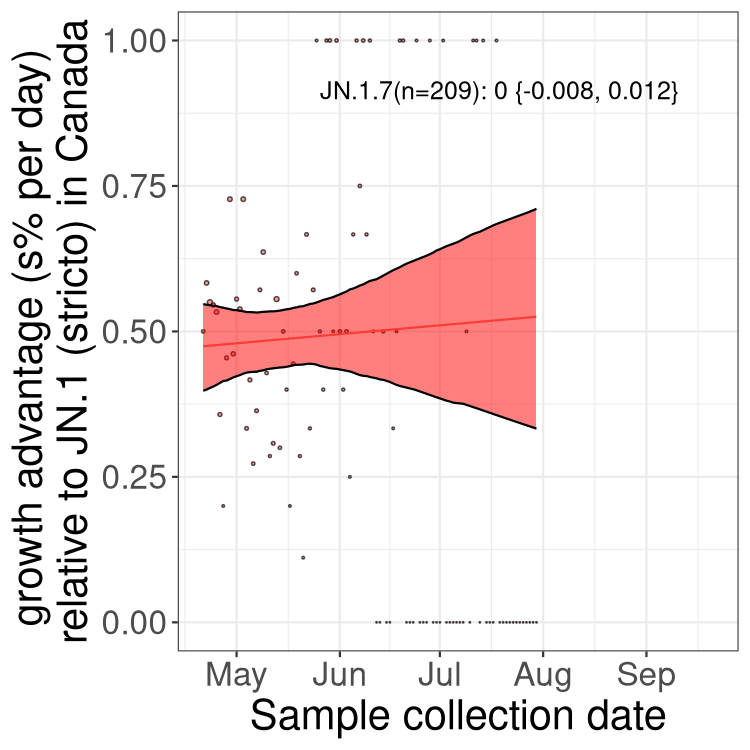 growth advantage (s% per day)
relative to JN.1 (stricto) in Canada
1.00
JN.1.7(n=209): 0 {-0.008, 0.012}
0.75
0.50
0.25
0.00
May Jun Jul Aug Sep
Sample collection date